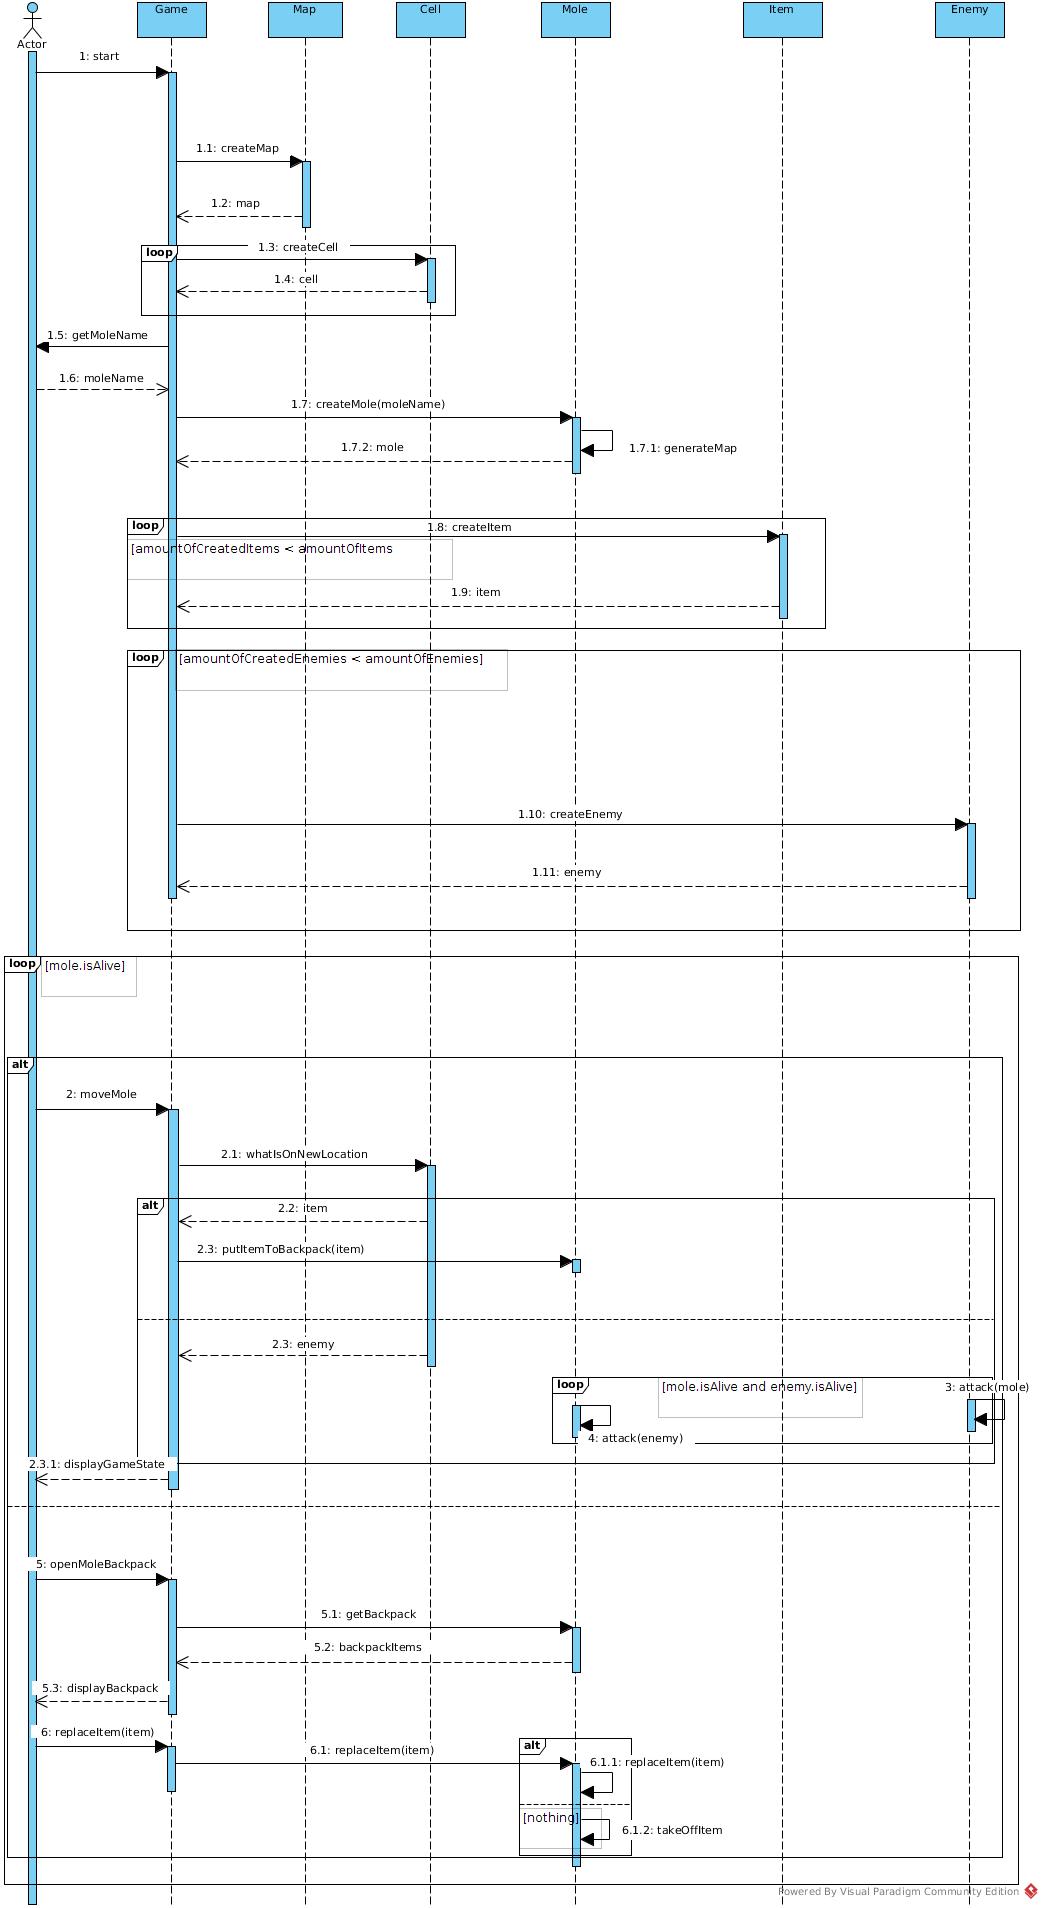 Game
Map
Cell
Mole
Item
Enemy
Actor
1: start
1.1: createMap
1.2: map
loop
1.3: createCell
1.4: cell
1.5: getMoleName
1.6: moleName
1.7: createMole(moleName)
1.7.1: generateMap
1.7.2: mole
loop
1.8: createItem
[amountOfCreatedItems < amountOfItems
1.9: item
loop
[amountOfCreatedEnemies < amountOfEnemies]
1.10: createEnemy
1.11: enemy
loop
[mole.isAlive]
alt
2: moveMole
2.1: whatIsOnNewLocation
alt
2.2: item
2.3: putItemToBackpack(item)
2.3: enemy
loop
[mole.isAlive and enemy.isAlive]
3: attack(mole)
4: attack(enemy)
2.3.1: displayGameState
5: openMoleBackpack
5.1: getBackpack
5.2: backpackItems
5.3: displayBackpack
6: replaceItem(item)
6.1: replaceItem(item)
alt
6.1.1: replaceItem(item)
[nothing]
6.1.2: takeOffItem
Powered By Visual Paradigm Community Edition